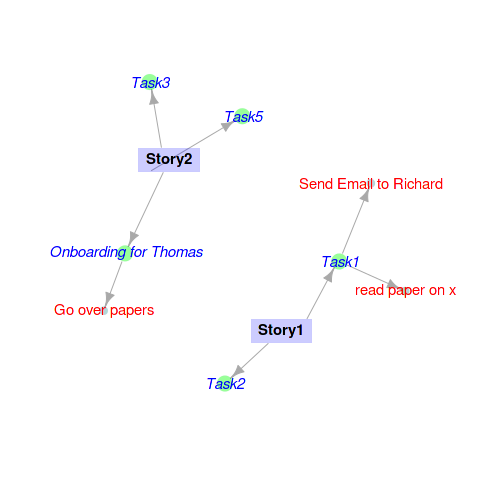 Task3
Task5
Story2
Send Email to Richard
Onboarding for Thomas
Task1
read paper on x
Go over papers
Story1
Task2